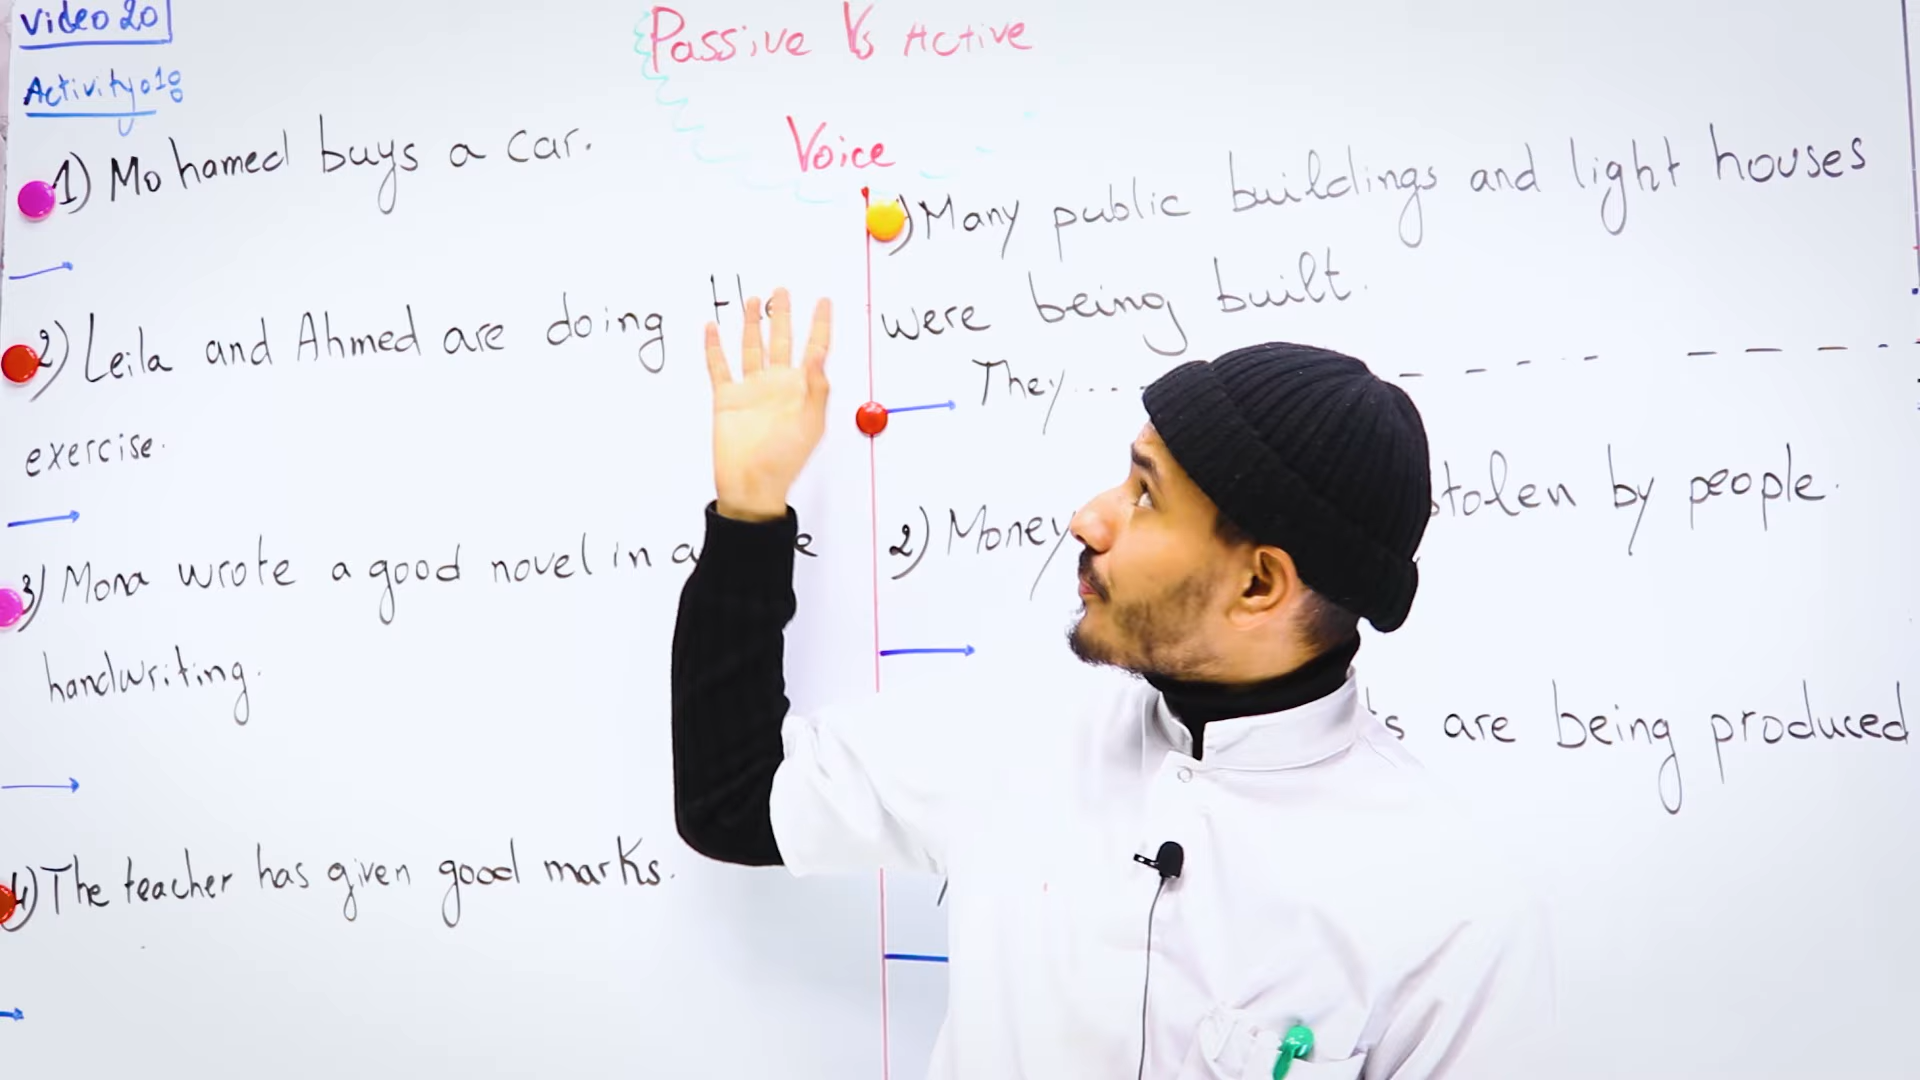 Video 20
Activity 01:
Passive Vs Active
Voice
1) Mohamed buys a car.
2) Leila and Ahmed are doing the
exercise.
3) Mona wrote a good novel in a
handwriting.
4) The teacher has given good marks.
1) Many public buildings and light houses
were being built.
They
2) Money stolen by people.
are being produced